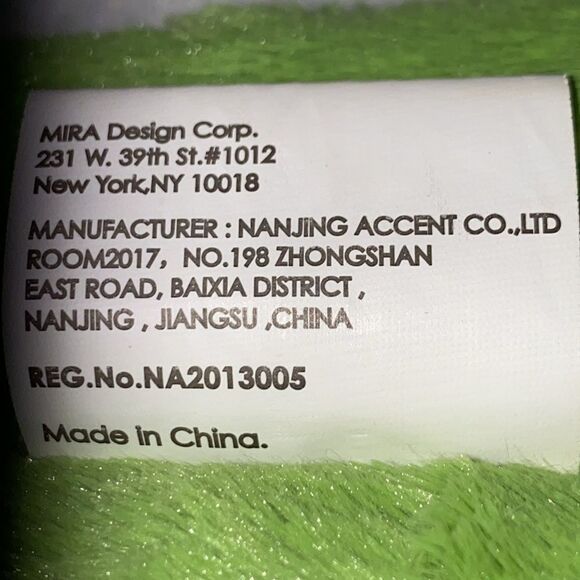 MIRA Design Corp.
231 W. 39th St.#1012
New York,NY 10018
MANUFACTURER : NANJING ACCENT CO.,LTD
ROOM2017, NO.198 ZHONGSHAN
EAST ROAD, BAIXIA DISTRICT ,
NANJING , JIANGSU ,CHINA
REG.No.NA2013005
Made in China.